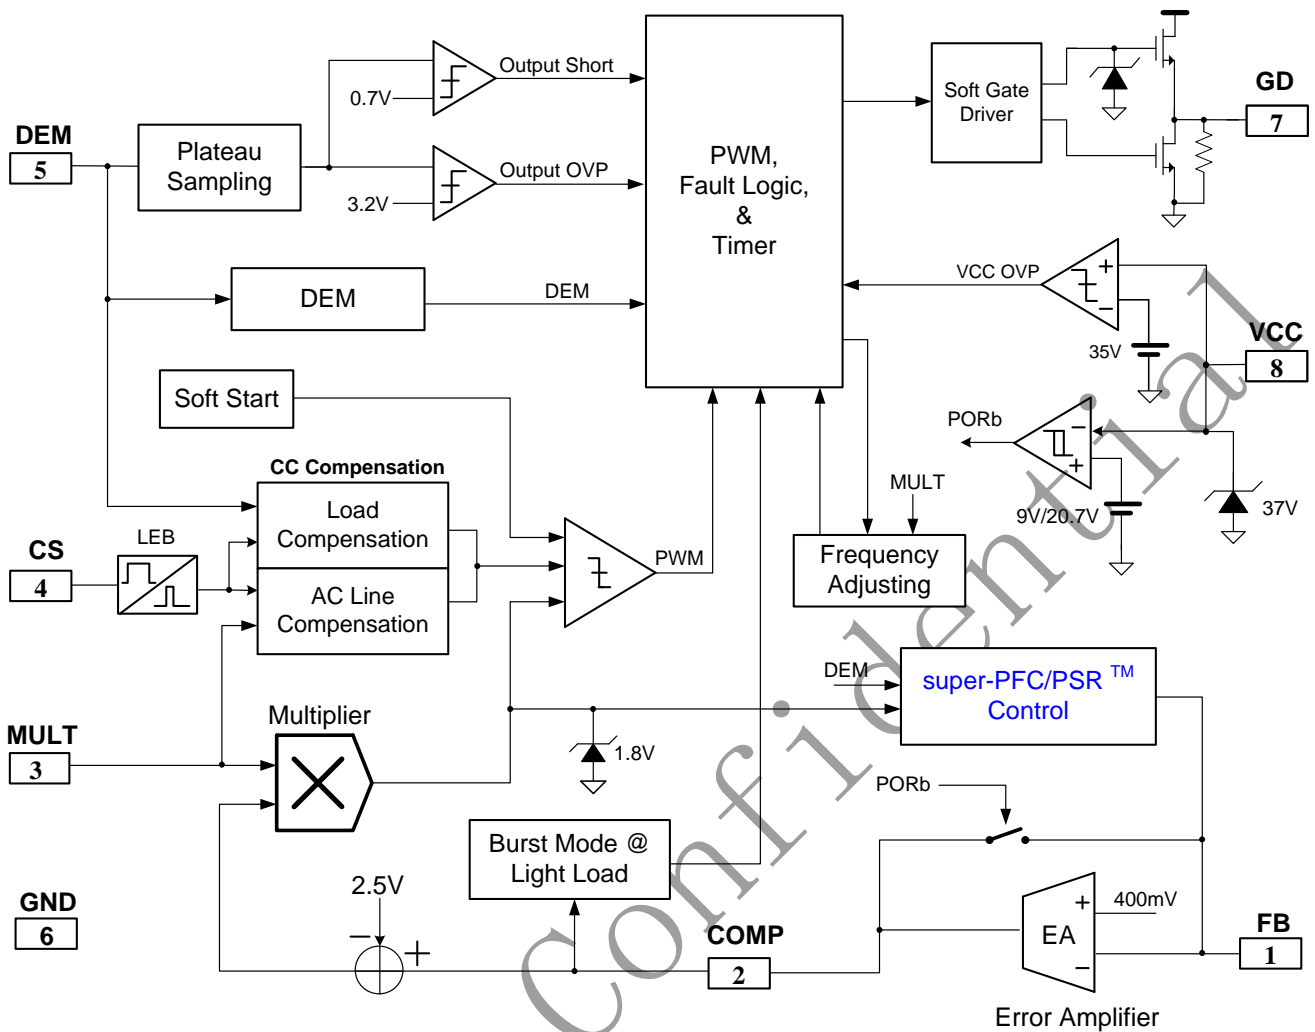 Output Short
0.7V
Soft Gate
Driver
GD
7
DEM
5
Plateau
Sampling
Output OVP
3.2V
PWM,
Fault Logic,
&
Timer
DEM
DEM
VCC OVP
+
−
35V
VCC
8
Soft Start
PORb
−
+
9V/20.7V
37V
CC Compensation
Load
Compensation
AC Line
Compensation
LEB
CS
4
PWM
MULT
Frequency
Adjusting
DEM
super-PFC/PSR TM
Control
MULT
3
Multiplier
1.8V
PORb
Burst Mode @
Light Load
2.5V
−
+
GND
6
COMP
2
EA
+
−
400mV
FB
1
Error Amplifier
Confidential